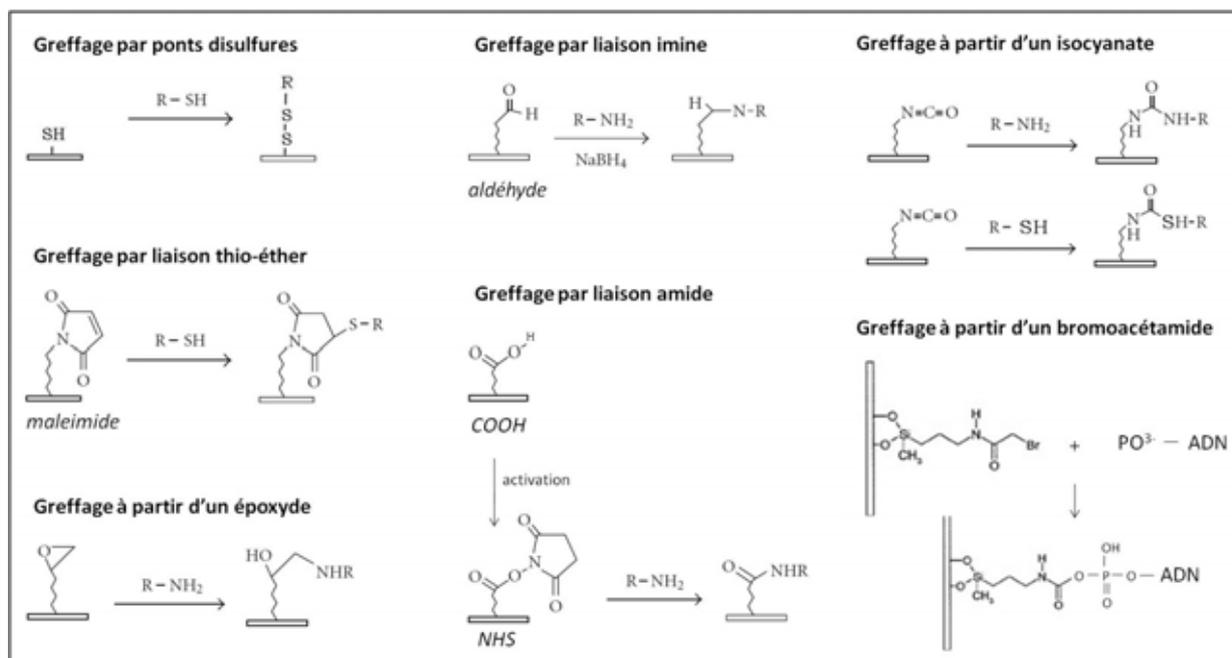 Greffage par ponts disulfures
R
S
S
R – SH
SH
Greffage par liaison thio-éther
O
N
O
R – SH
O
N
O
S – R
maleimide
Greffage à partir d'un époxyde
O
R – NH₂
HO
NHR
Greffage par liaison imine
O
H
R – NH₂
NaBH₄
H
N – R
aldéhyde
Greffage par liaison amide
H
O
O
COOH
activation
O
N
O
O
O
NHS
R – NH₂
O
NHR
Greffage à partir d'un isocyanate
N=C=O
R – NH₂
O
N
H
NH–R
N=C=O
R – SH
O
N
H
SH–R
Greffage à partir d'un bromoacétamide
O
O
Si
CH₃
H
N
O
Br
+
PO³⁻ — ADN
O
O
Si
CH₃
H
N
O
O
OH
P
O
O
ADN